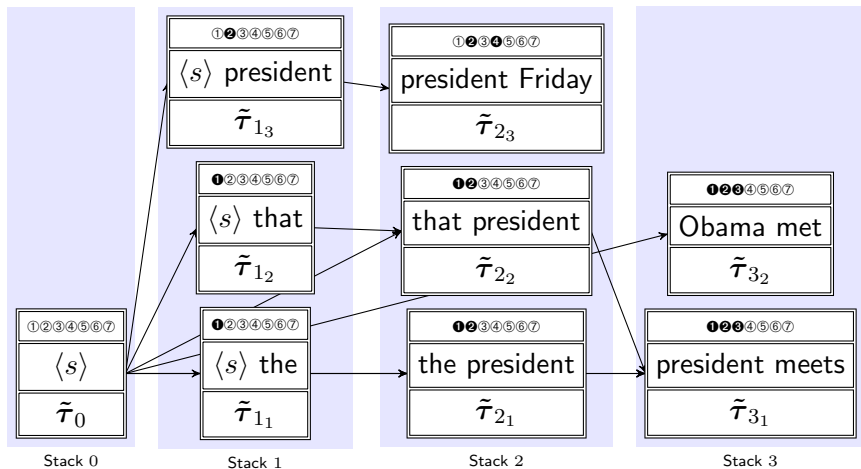 ①②③④⑤⑥⑦
⟨s⟩
τ̃₀
Stack 0
①❷③④⑤⑥⑦
⟨s⟩ president
τ̃₁₃
❶②③④⑤⑥⑦
⟨s⟩ that
τ̃₁₂
❶②③④⑤⑥⑦
⟨s⟩ the
τ̃₁₁
Stack 1
①❷③❹⑤⑥⑦
president Friday
τ̃₂₃
❶❷③④⑤⑥⑦
that president
τ̃₂₂
❶❷③④⑤⑥⑦
the president
τ̃₂₁
Stack 2
❶❷❸④⑤⑥⑦
Obama met
τ̃₃₂
❶❷❸④⑤⑥⑦
president meets
τ̃₃₁
Stack 3